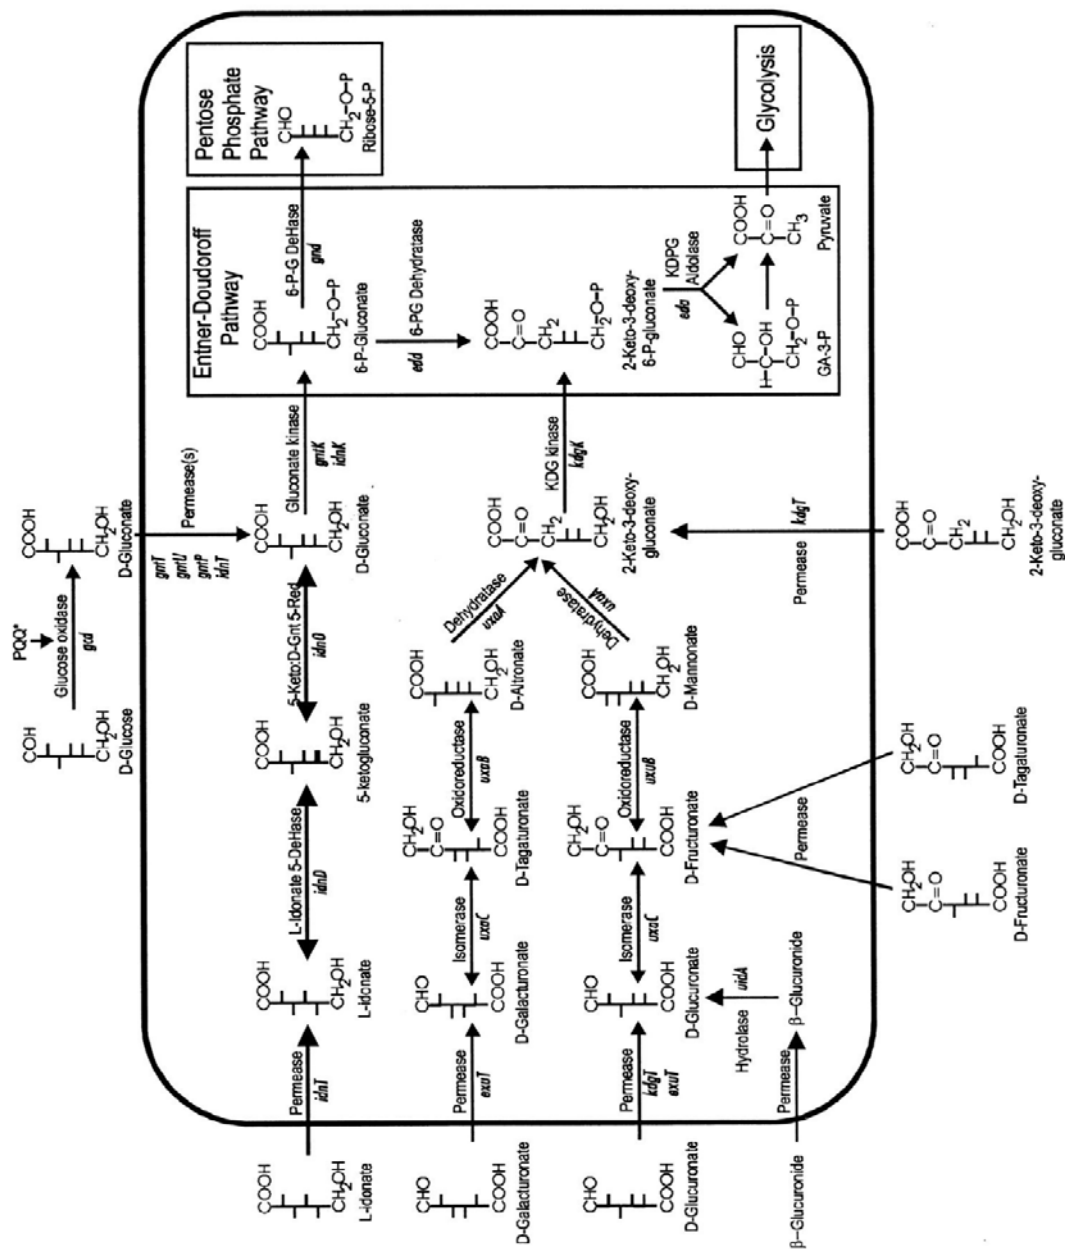 PQQ*
COH
CH2OH
D-Glucose
Glucose oxidase
gcd
COOH
CH2OH
D-Gluconate
gntT
gntU
gntP
idnT
Permease(s)
COOH
CH2OH
L-idonate
Permease
idnT
COOH
CH2OH
L-idonate
L-Idonate 5-DeHase
idnD
COOH
CH2OH
5-ketogluconate
5-Keto:D-Gnt 5-Red
idnO
COOH
CH2OH
D-Gluconate
Gluconate kinase
gntK
idnK
Entner-Doudoroff
Pathway
COOH
CH2-O-P
6-P-Gluconate
6-P-G DeHase
gnd
Pentose
Phosphate
Pathway
CHO
CH2-O-P
Ribose-5-P
edd
6-PG Dehydratase
CHO
COOH
D-Galacturonate
Permease
exuT
CHO
COOH
D-Galacturonate
Isomerase
uxaC
CH2OH
C=O
COOH
D-Tagaturonate
Oxidoreductase
uxaB
COOH
CH2OH
D-Altronate
Dehydratase
uxaA
COOH
C=O
CH2
CH2OH
2-Keto-3-deoxy-
gluconate
KDG kinase
kdgK
COOH
C=O
CH2
CH2-O-P
2-Keto-3-deoxy
6-P-gluconate
eda
KDPG
Aldolase
CHO
COOH
D-Glucuronate
Permease
kdgT
exuT
CHO
COOH
D-Glucuronate
Isomerase
uxaC
CH2OH
C=O
COOH
D-Fructuronate
Oxidoreductase
uxuB
COOH
CH2OH
D-Mannonate
Dehydratase
uxuA
CHO
H-C-OH
CH2-O-P
GA-3-P
COOH
C=O
CH3
Pyruvate
Glycolysis
β-Glucuronide
Permease
β-Glucuronide
Hydrolase
uidA
Permease
CH2OH
C=O
COOH
D-Fructuronate
CH2OH
C=O
COOH
D-Tagaturonate
Permease
kdgT
COOH
C=O
CH2
CH2OH
2-Keto-3-deoxy-
gluconate